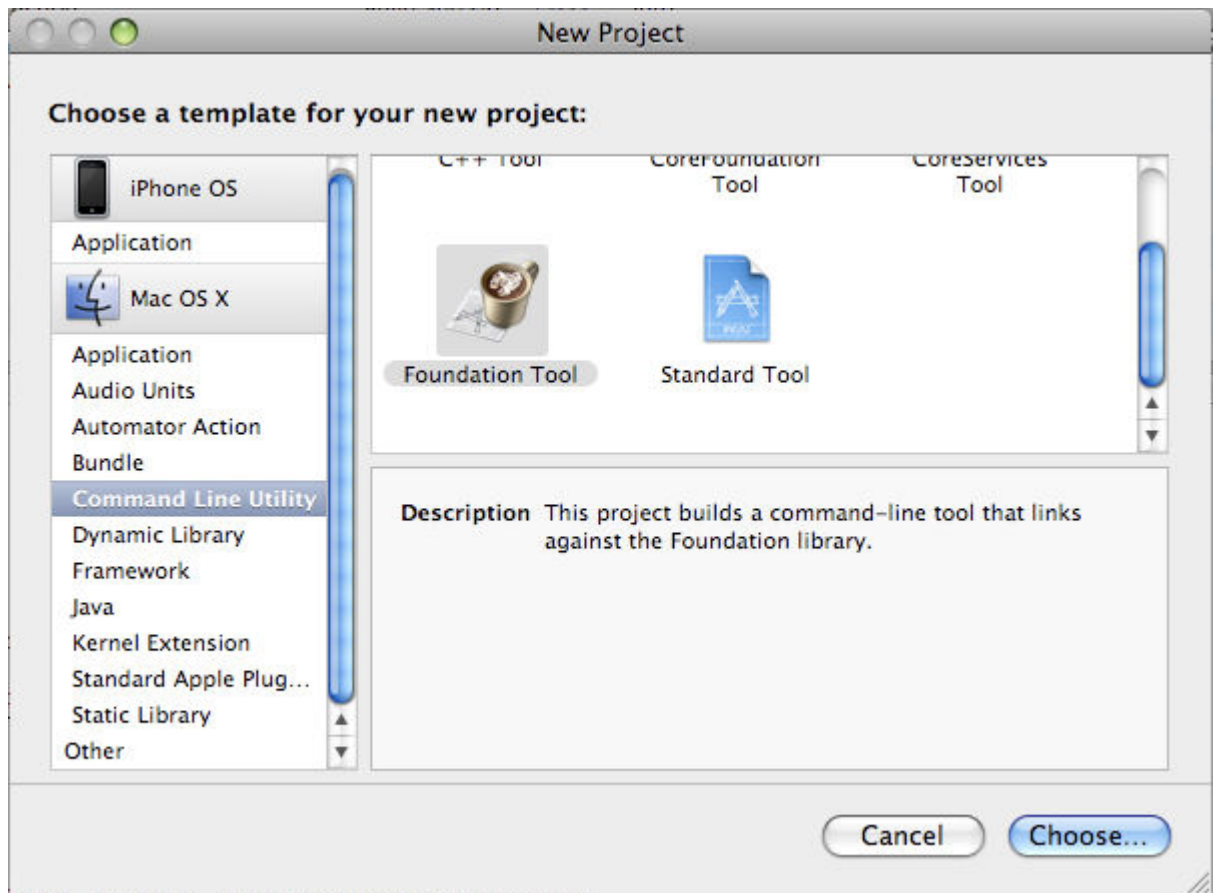 New Project
Choose a template for your new project:
iPhone OS
Application
Mac OS X
Application
Audio Units
Automator Action
Bundle
Command Line Utility
Dynamic Library
Framework
Java
Kernel Extension
Standard Apple Plug...
Static Library
Other
C++ Tool
CoreFoundation
Tool
CoreServices
Tool
Foundation Tool
Standard Tool
Description This project builds a command-line tool that links
against the Foundation library.
Cancel
Choose...